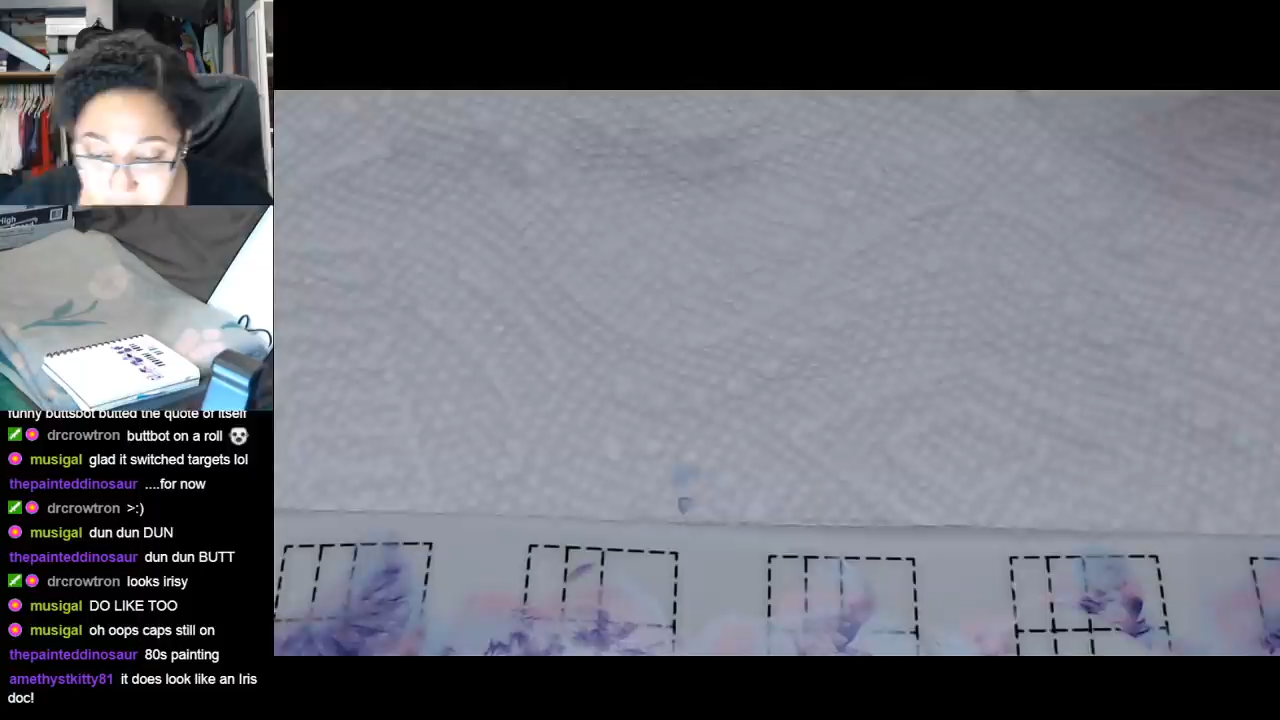 High
funny buttsbot butted the quote of itself
drcrowtron buttbot on a roll
musigal glad it switched targets lol
thepainteddinosaur ....for now
drcrowtron >:)
musigal dun dun DUN
thepainteddinosaur dun dun BUTT
drcrowtron looks irisy
musigal DO LIKE TOO
musigal oh oops caps still on
thepainteddinosaur 80s painting
amethystkitty81 it does look like an Iris
doc!